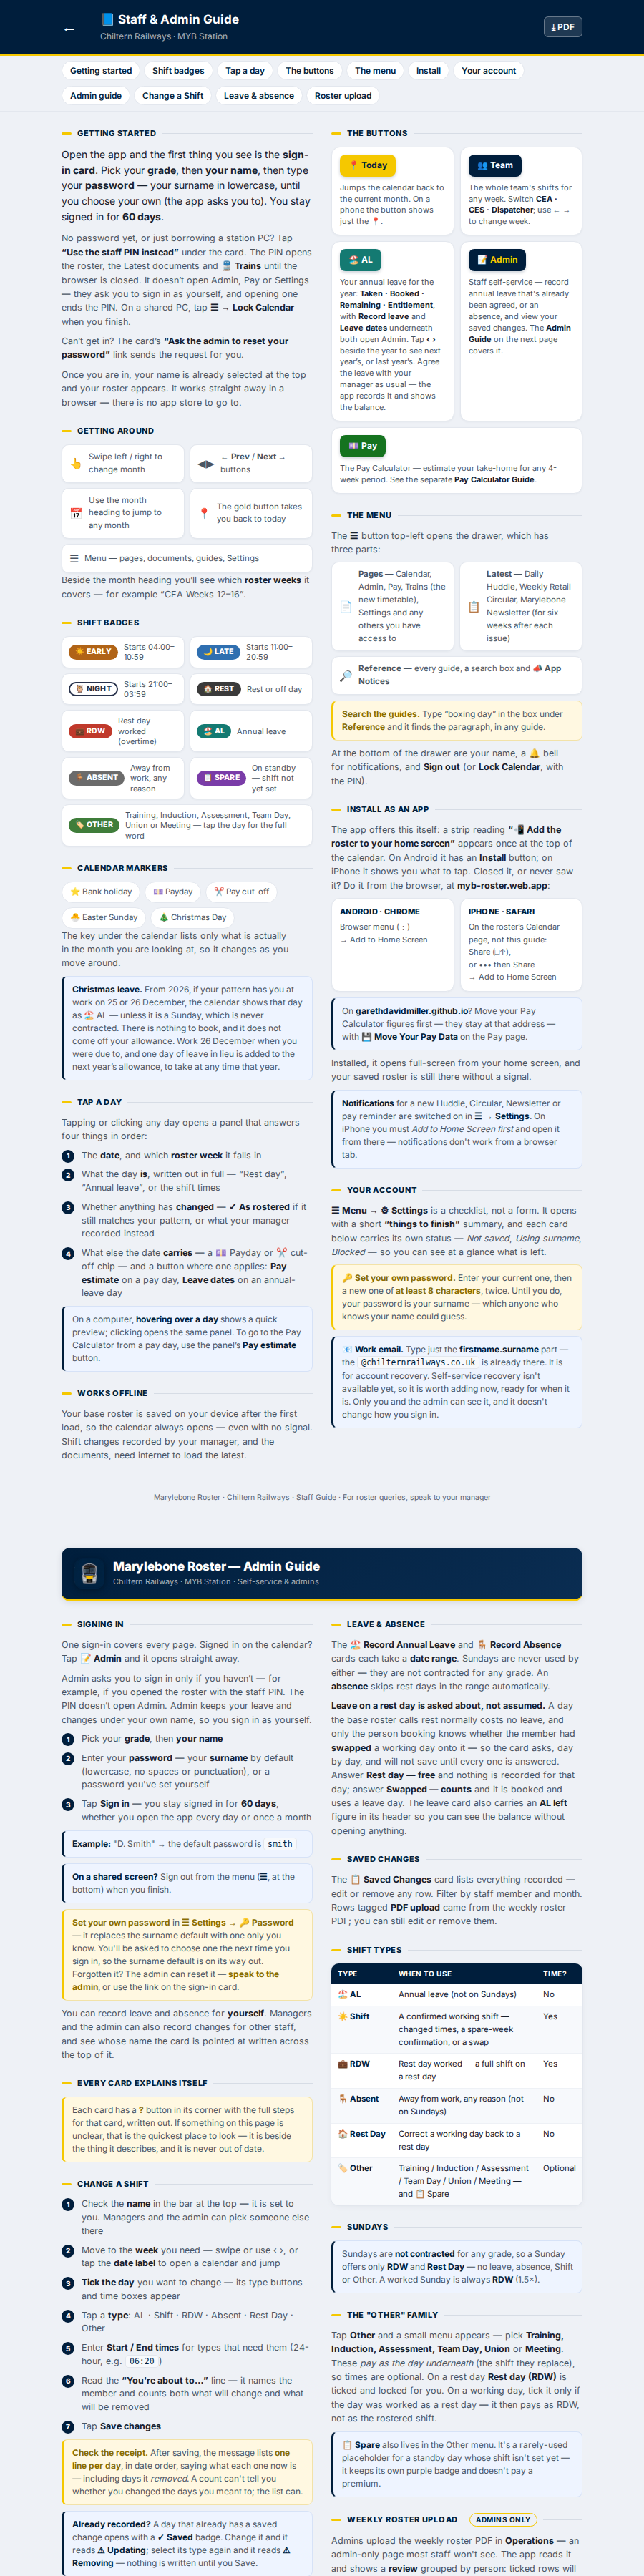 ← 📘 Staff & Admin Guide
Chiltern Railways · MYB Station
⤓ PDF
Getting started Shift badges Tap a day The buttons The menu Install Your account
Admin guide Change a Shift Leave & absence Roster upload
GETTING STARTED
Open the app and the first thing you see is the sign-
in card. Pick your grade, then your name, then type
your password — your surname in lowercase, until
you choose your own (the app asks you to). You stay
signed in for 60 days.
No password yet, or just borrowing a station PC? Tap
“Use the staff PIN instead” under the card. The PIN opens
the roster, the Latest documents and 🚆 Trains until the
browser is closed. It doesn’t open Admin, Pay or Settings
— they ask you to sign in as yourself, and opening one
ends the PIN. On a shared PC, tap ☰ → Lock Calendar
when you finish.
Can’t get in? The card’s “Ask the admin to reset your
password” link sends the request for you.
Once you are in, your name is already selected at the top
and your roster appears. It works straight away in a
browser — there is no app store to go to.
GETTING AROUND
👆 Swipe left / right to
change month
◀▶ ← Prev / Next →
buttons
📅 Use the month
heading to jump to
any month
📍 The gold button takes
you back to today
☰ Menu — pages, documents, guides, Settings
Beside the month heading you’ll see which roster weeks it
covers — for example “CEA Weeks 12–16”.
SHIFT BADGES
☀️ EARLY Starts 04:00–
10:59
🌙 LATE Starts 11:00–
20:59
🦉 NIGHT Starts 21:00–
03:59
🏠 REST Rest or off day
💼 RDW Rest day
worked
(overtime)
🏖️ AL Annual leave
🪑 ABSENT Away from
work, any
reason
📋 SPARE On standby
— shift not
yet set
🏷️ OTHER Training, Induction, Assessment, Team Day,
Union or Meeting — tap the day for the full
word
CALENDAR MARKERS
⭐ Bank holiday 💷 Payday ✂️ Pay cut-off
🐣 Easter Sunday 🎄 Christmas Day
The key under the calendar lists only what is actually
in the month you are looking at, so it changes as you
move around.
Christmas leave. From 2026, if your pattern has you at
work on 25 or 26 December, the calendar shows that day
as 🏖️ AL — unless it is a Sunday, which is never
contracted. There is nothing to book, and it does not
come off your allowance. Work 26 December when you
were due to, and one day of leave in lieu is added to the
next year’s allowance, to take at any time that year.
TAP A DAY
Tapping or clicking any day opens a panel that answers
four things in order:
1 The date, and which roster week it falls in
2 What the day is, written out in full — “Rest day”,
“Annual leave”, or the shift times
3 Whether anything has changed — ✓ As rostered if it
still matches your pattern, or what your manager
recorded instead
4 What else the date carries — a 💷 Payday or ✂️ cut-
off chip — and a button where one applies: Pay
estimate on a pay day, Leave dates on an annual-
leave day
On a computer, hovering over a day shows a quick
preview; clicking opens the same panel. To go to the Pay
Calculator from a pay day, use the panel’s Pay estimate
button.
WORKS OFFLINE
Your base roster is saved on your device after the first
load, so the calendar always opens — even with no signal.
Shift changes recorded by your manager, and the
documents, need internet to load the latest.
THE BUTTONS
📍 Today
Jumps the calendar back to
the current month. On a
phone the button shows
just the 📍.
👥 Team
The whole team's shifts for
any week. Switch CEA ·
CES · Dispatcher; use ← →
to change week.
🏖️ AL
Your annual leave for the
year: Taken · Booked ·
Remaining · Entitlement,
with Record leave and
Leave dates underneath —
both open Admin. Tap ‹ ›
beside the year to see next
year’s, or last year’s. Agree
the leave with your
manager as usual — the
app records it and shows
the balance.
📝 Admin
Staff self-service — record
annual leave that's already
been agreed, or an
absence, and view your
saved changes. The Admin
Guide on the next page
covers it.
💷 Pay
The Pay Calculator — estimate your take-home for any 4-
week period. See the separate Pay Calculator Guide.
THE MENU
The ☰ button top-left opens the drawer, which has
three parts:
📄 Pages — Calendar,
Admin, Pay, Trains (the
new timetable),
Settings and any
others you have
access to
📋 Latest — Daily
Huddle, Weekly Retail
Circular, Marylebone
Newsletter (for six
weeks after each
issue)
🔎 Reference — every guide, a search box and 📣 App
Notices
Search the guides. Type “boxing day” in the box under
Reference and it finds the paragraph, in any guide.
At the bottom of the drawer are your name, a 🔔 bell
for notifications, and Sign out (or Lock Calendar, with
the PIN).
INSTALL AS AN APP
The app offers this itself: a strip reading “📲 Add the
roster to your home screen” appears once at the top of
the calendar. On Android it has an Install button; on
iPhone it shows you what to tap. Closed it, or never saw
it? Do it from the browser, at myb-roster.web.app:
ANDROID · CHROME
Browser menu (⋮)
→ Add to Home Screen
IPHONE · SAFARI
On the roster’s Calendar
page, not this guide:
Share (□↑),
or ••• then Share
→ Add to Home Screen
On garethdavidmiller.github.io? Move your Pay
Calculator figures first — they stay at that address —
with 💾 Move Your Pay Data on the Pay page.
Installed, it opens full-screen from your home screen, and
your saved roster is still there without a signal.
Notifications for a new Huddle, Circular, Newsletter or
pay reminder are switched on in ☰ → Settings. On
iPhone you must Add to Home Screen first and open it
from there — notifications don't work from a browser
tab.
YOUR ACCOUNT
☰ Menu → ⚙️ Settings is a checklist, not a form. It opens
with a short “things to finish” summary, and each card
below carries its own status — Not saved, Using surname,
Blocked — so you can see at a glance what is left.
🔑 Set your own password. Enter your current one, then
a new one of at least 8 characters, twice. Until you do,
your password is your surname — which anyone who
knows your name could guess.
📧 Work email. Type just the firstname.surname part —
the @chilternrailways.co.uk is already there. It is
for account recovery. Self-service recovery isn't
available yet, so it is worth adding now, ready for when it
is. Only you and the admin can see it, and it doesn't
change how you sign in.
Marylebone Roster · Chiltern Railways · Staff Guide · For roster queries, speak to your manager
Marylebone Roster — Admin Guide
Chiltern Railways · MYB Station · Self-service & admins
SIGNING IN
One sign-in covers every page. Signed in on the calendar?
Tap 📝 Admin and it opens straight away.
Admin asks you to sign in only if you haven’t — for
example, if you opened the roster with the staff PIN. The
PIN doesn’t open Admin. Admin keeps your leave and
changes under your own name, so you sign in as yourself.
1 Pick your grade, then your name
2 Enter your password — your surname by default
(lowercase, no spaces or punctuation), or a
password you've set yourself
3 Tap Sign in — you stay signed in for 60 days,
whether you open the app every day or once a month
Example: "D. Smith" → the default password is smith
On a shared screen? Sign out from the menu (☰, at the
bottom) when you finish.
Set your own password in ☰ Settings → 🔑 Password
— it replaces the surname default with one only you
know. You'll be asked to choose one the next time you
sign in, so the surname default is on its way out.
Forgotten it? The admin can reset it — speak to the
admin, or use the link on the sign-in card.
You can record leave and absence for yourself. Managers
and the admin can also record changes for other staff,
and see whose name the card is pointed at written across
the top of it.
EVERY CARD EXPLAINS ITSELF
Each card has a ? button in its corner with the full steps
for that card, written out. If something on this page is
unclear, that is the quickest place to look — it is beside
the thing it describes, and it is never out of date.
CHANGE A SHIFT
1 Check the name in the bar at the top — it is set to
you. Managers and the admin can pick someone else
there
2 Move to the week you need — swipe or use ‹ ›, or
tap the date label to open a calendar and jump
3 Tick the day you want to change — its type buttons
and time boxes appear
4 Tap a type: AL · Shift · RDW · Absent · Rest Day ·
Other
5 Enter Start / End times for types that need them (24-
hour, e.g. 06:20 )
6 Read the “You're about to…” line — it names the
member and counts both what will change and what
will be removed
7 Tap Save changes
Check the receipt. After saving, the message lists one
line per day, in date order, saying what each one now is
— including days it removed. A count can't tell you
whether you changed the days you meant to; the list can.
Already recorded? A day that already has a saved
change opens with a ✓ Saved badge. Change it and it
reads ⚠ Updating; select its type again and it reads ⚠
Removing — nothing is written until you Save.
LEAVE & ABSENCE
The 🏖️ Record Annual Leave and 🪑 Record Absence
cards each take a date range. Sundays are never used by
either — they are not contracted for any grade. An
absence skips rest days in the range automatically.
Leave on a rest day is asked about, not assumed. A day
the base roster calls rest normally costs no leave, and
only the person booking knows whether the member had
swapped a working day onto it — so the card asks, day
by day, and will not save until every one is answered.
Answer Rest day — free and nothing is recorded for that
day; answer Swapped — counts and it is booked and
uses a leave day. The leave card also carries an AL left
figure in its header so you can see the balance without
opening anything.
SAVED CHANGES
The 📋 Saved Changes card lists everything recorded —
edit or remove any row. Filter by staff member and month.
Rows tagged PDF upload came from the weekly roster
PDF; you can still edit or remove them.
SHIFT TYPES
TYPE WHEN TO USE TIME?
🏖️ AL Annual leave (not on Sundays) No
☀️ Shift A confirmed working shift —
changed times, a spare-week
confirmation, or a swap Yes
💼 RDW Rest day worked — a full shift on
a rest day Yes
🪑 Absent Away from work, any reason (not
on Sundays) No
🏠 Rest Day Correct a working day back to a
rest day No
🏷️ Other Training / Induction / Assessment
/ Team Day / Union / Meeting —
and 📋 Spare Optional
SUNDAYS
Sundays are not contracted for any grade, so a Sunday
offers only RDW and Rest Day — no leave, absence, Shift
or Other. A worked Sunday is always RDW (1.5×).
THE "OTHER" FAMILY
Tap Other and a small menu appears — pick Training,
Induction, Assessment, Team Day, Union or Meeting.
These pay as the day underneath (the shift they replace),
so times are optional. On a rest day Rest day (RDW) is
ticked and locked for you. On a working day, tick it only if
the day was worked as a rest day — it then pays as RDW,
not as the rostered shift.
📋 Spare also lives in the Other menu. It's a rarely-used
placeholder for a standby day whose shift isn't set yet —
it keeps its own purple badge and doesn't pay a
premium.
WEEKLY ROSTER UPLOAD ADMINS ONLY
Admins upload the weekly roster PDF in Operations — an
admin-only page most staff won't see. The app reads it
and shows a review grouped by person: ticked rows will